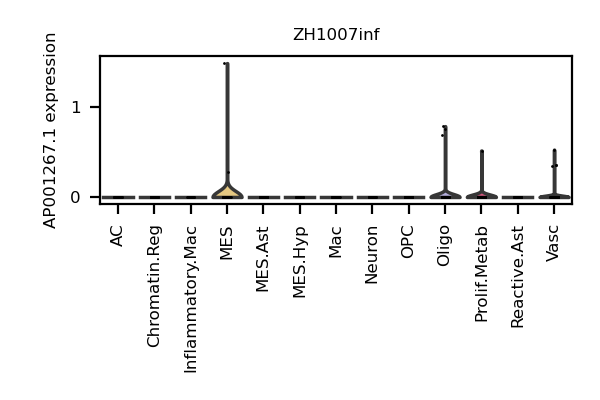 ZH1007inf
AP001267.1 expression
1
0
AC
Chromatin.Reg
Inflammatory.Mac
MES
MES.Ast
MES.Hyp
Mac
Neuron
OPC
Oligo
Prolif.Metab
Reactive.Ast
Vasc